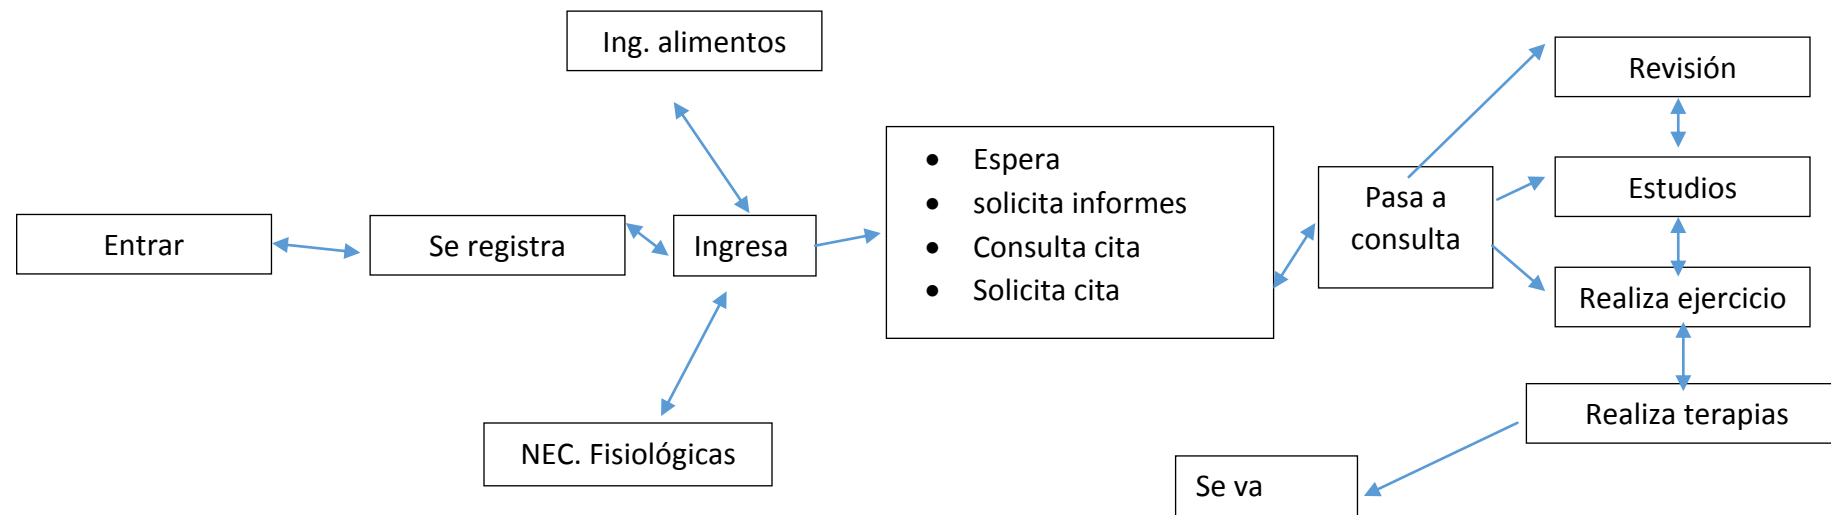 Ing. alimentos
Revisión
• Espera
• solicita informes
• Consulta cita
• Solicita cita
Pasa a
consulta
Estudios
Entrar
Se registra
Ingresa
Realiza ejercicio
Realiza terapias
NEC. Fisiológicas
Se va